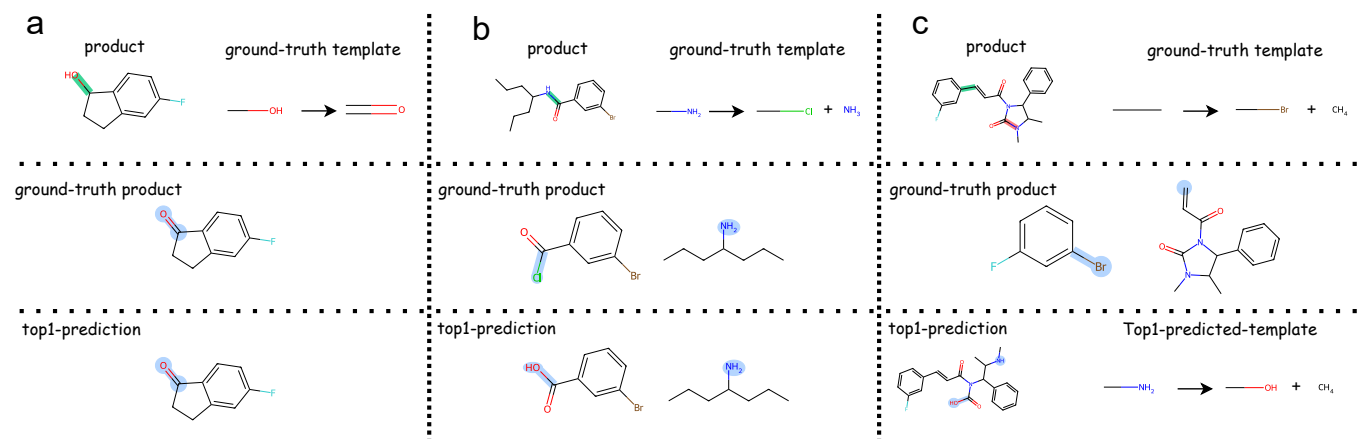 a
product
ground-truth template
HO
F
OH
O
ground-truth product
O
F
top1-prediction
O
F
b
product
ground-truth template
H
N
O
Br
NH₂
Cl
+
NH₃
ground-truth product
O
Cl
Br
NH₂
top1-prediction
HO
O
Br
NH₂
c
product
ground-truth template
O
N
O
N
F
Br
+
CH₄
ground-truth product
F
Br
O
N
O
N
top1-prediction
Top1-predicted-template
O
N
NH
HO
O
F
NH₂
OH
+
CH₄